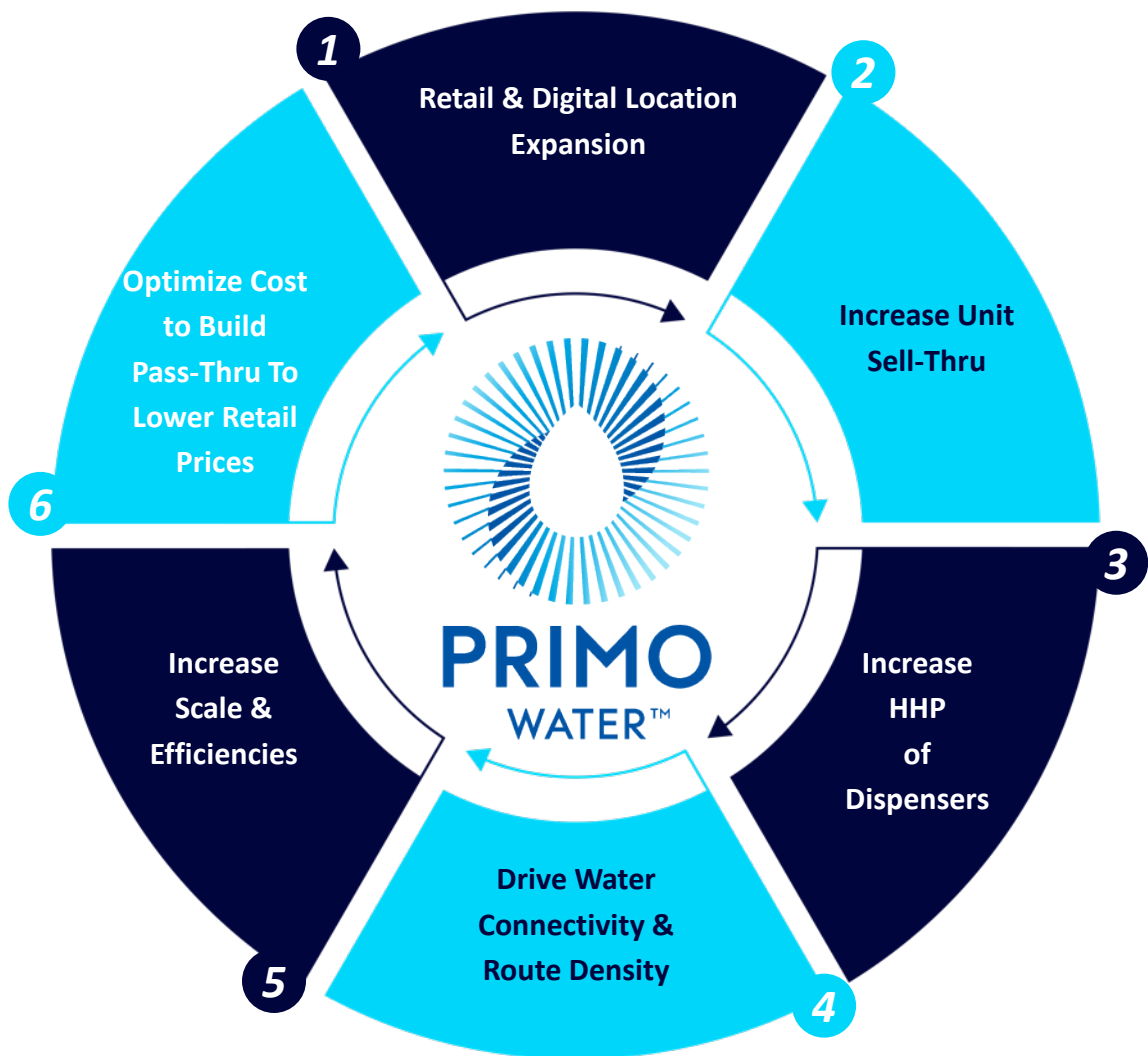 1
Retail & Digital Location
Expansion
2
Increase Unit
Sell-Thru
3
Increase
HHP
of
Dispensers
4
Drive Water
Connectivity &
Route Density
5
Increase
Scale &
Efficiencies
6
Optimize Cost
to Build
Pass-Thru To
Lower Retail
Prices
PRIMO
WATER™